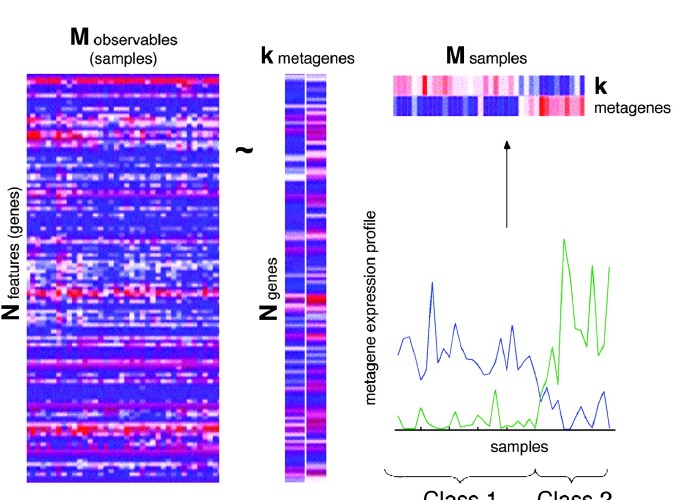 M observables
(samples)
k metagenes
M samples
k
metagenes
~
N features (genes)
N genes
metagene expression profile
samples
Class 1
Class 2